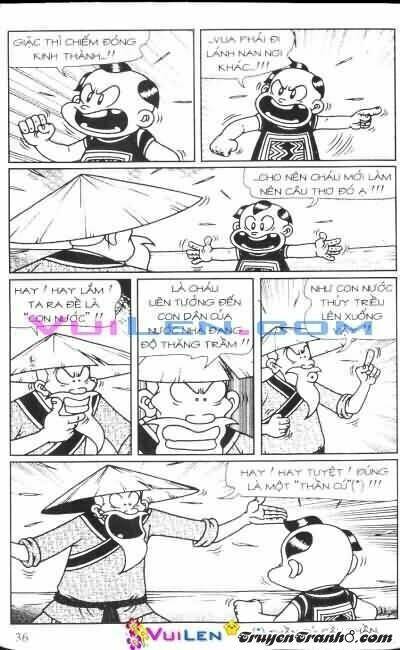 GIẶC THÌ CHIẾM ĐÓNG
KINH THÀNH..!!
..VUA PHẢI ĐI
LÁNH NẠN NƠI
KHÁC..!!!
..CHO NÊN CHÁU MỚI LÀM
NÊN CÂU THƠ ĐÓ Ạ !!!
HAY ! HAY LẮM !
TA RA ĐỀ LÀ
"CON NƯỚC" !!
LÀ CHÁU
LIÊN TƯỞNG ĐẾN
CON DÂN CỦA
NƯỚC NHÀ ĐANG
ĐỘ THĂNG TRẦM !!
NHƯ CON NƯỚC
THỦY TRIỀU
LÊN XUỐNG
VUILEN.COM
HAY ! HAY TUYỆT ! ĐÚNG
LÀ MỘT "THẦN CÚ(*) !!!
36
VUILEN
TruyenTranh8.com